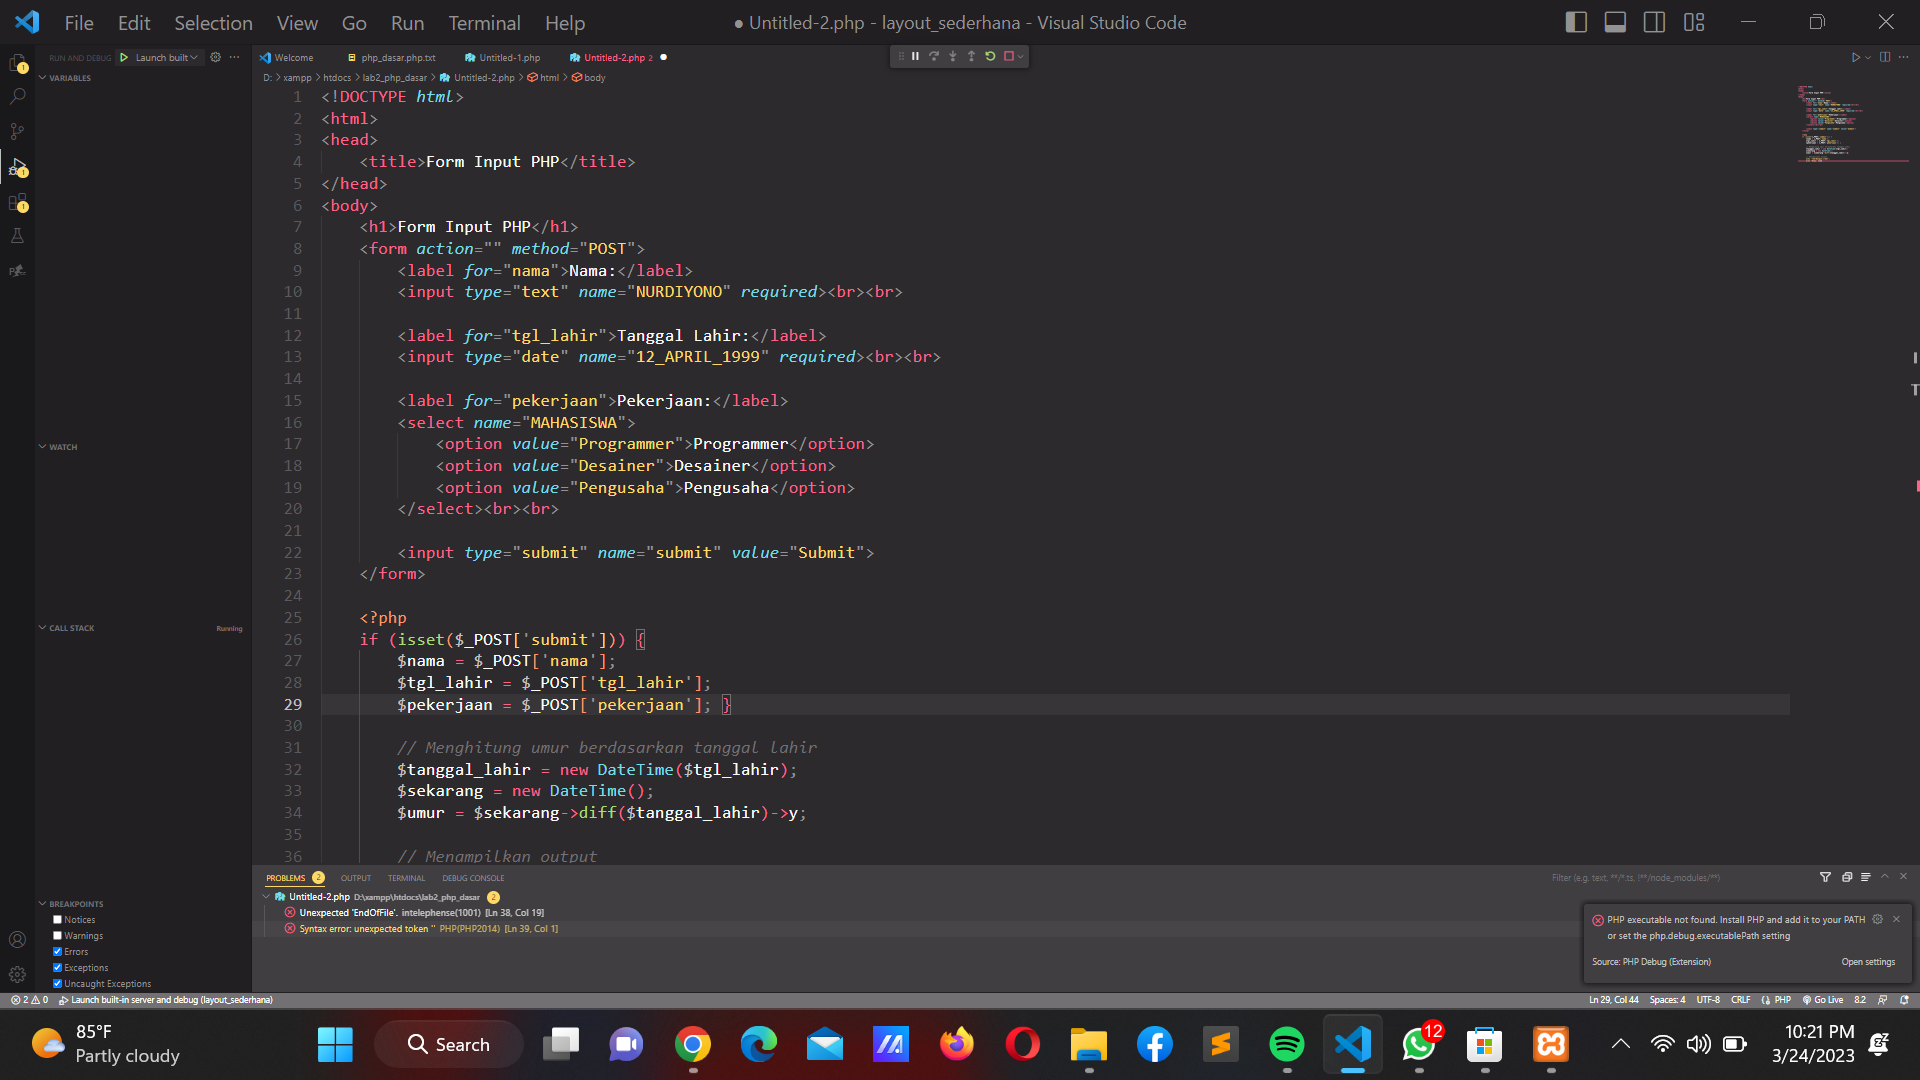 File Edit Selection View Go Run Terminal Help
● Untitled-2.php - layout_sederhana - Visual Studio Code
RUN AND DEBUG Launch built ...
Welcome php_dasar.php.txt Untitled-1.php Untitled-2.php 2 ●
D: > xampp > htdocs > lab2_php_dasar > Untitled-2.php > html > body
VARIABLES
WATCH
CALL STACK Running
BREAKPOINTS
Notices
Warnings
Errors
Exceptions
Uncaught Exceptions
1 <!DOCTYPE html>
2 <html>
3 <head>
4     <title>Form Input PHP</title>
5 </head>
6 <body>
7     <h1>Form Input PHP</h1>
8     <form action="" method="POST">
9         <label for="nama">Nama:</label>
10         <input type="text" name="NURDIYONO" required><br><br>
11
12         <label for="tgl_lahir">Tanggal Lahir:</label>
13         <input type="date" name="12_APRIL_1999" required><br><br>
14
15         <label for="pekerjaan">Pekerjaan:</label>
16         <select name="MAHASISWA">
17             <option value="Programmer">Programmer</option>
18             <option value="Desainer">Desainer</option>
19             <option value="Pengusaha">Pengusaha</option>
20         </select><br><br>
21
22         <input type="submit" name="submit" value="Submit">
23     </form>
24
25     <?php
26     if (isset($_POST['submit'])) {
27         $nama = $_POST['nama'];
28         $tgl_lahir = $_POST['tgl_lahir'];
29         $pekerjaan = $_POST['pekerjaan']; }
30
31         // Menghitung umur berdasarkan tanggal lahir
32         $tanggal_lahir = new DateTime($tgl_lahir);
33         $sekarang = new DateTime();
34         $umur = $sekarang->diff($tanggal_lahir)->y;
35
36         // Menampilkan output
PROBLEMS 2 OUTPUT TERMINAL DEBUG CONSOLE
Filter (e.g. text, **/*.ts, !**/node_modules/**)
Untitled-2.php D:\xampp\htdocs\lab2_php_dasar 2
Unexpected 'EndOfFile'. intelephense(1001) [Ln 38, Col 19]
Syntax error: unexpected token '' PHP(PHP2014) [Ln 39, Col 1]
PHP executable not found. Install PHP and add it to your PATH
or set the php.debug.executablePath setting
Source: PHP Debug (Extension) Open settings
2 0 Launch built-in server and debug (layout_sederhana)
Ln 29, Col 44 Spaces: 4 UTF-8 CRLF PHP Go Live 8.2
85°F
Partly cloudy
Search
12
10:21 PM
3/24/2023